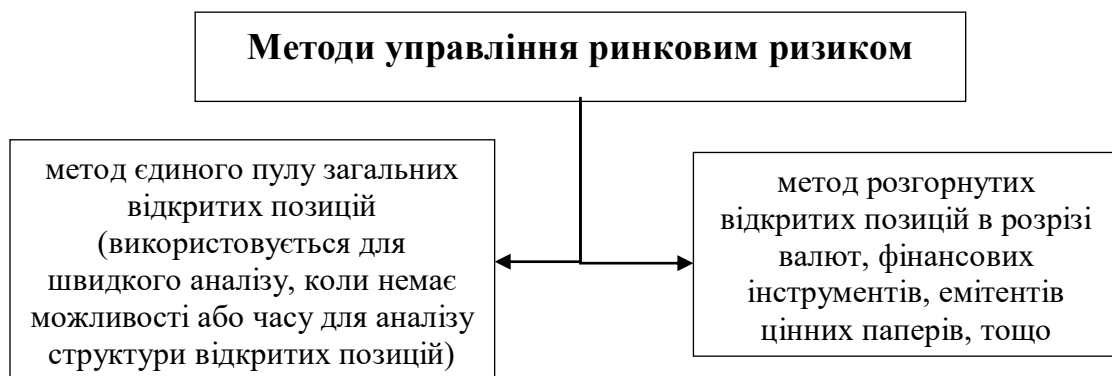 Методи управління ринковим ризиком
метод єдиного пулу загальних
відкритих позицій
(використовується для
швидкого аналізу, коли немає
можливості або часу для аналізу
структури відкритих позицій)
метод розгорнутих
відкритих позицій в розрізі
валют, фінансових
інструментів, емітентів
цінних паперів, тощо